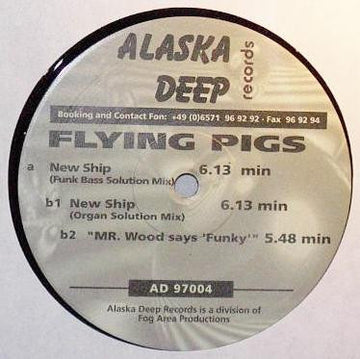 ALASKA
DEEP records
Booking and Contact Fon: +49 (0)6571 96 92 92 - Fax 96 92 94
FLYING PIGS
a New Ship 6.13 min
(Funk Bass Solution Mix)
b1 New Ship 6.13 min
(Organ Solution Mix)
b2 "MR. Wood says 'Funky'" 5.48 min
AD 97004
Alaska Deep Records is a division of
Fog Area Productions